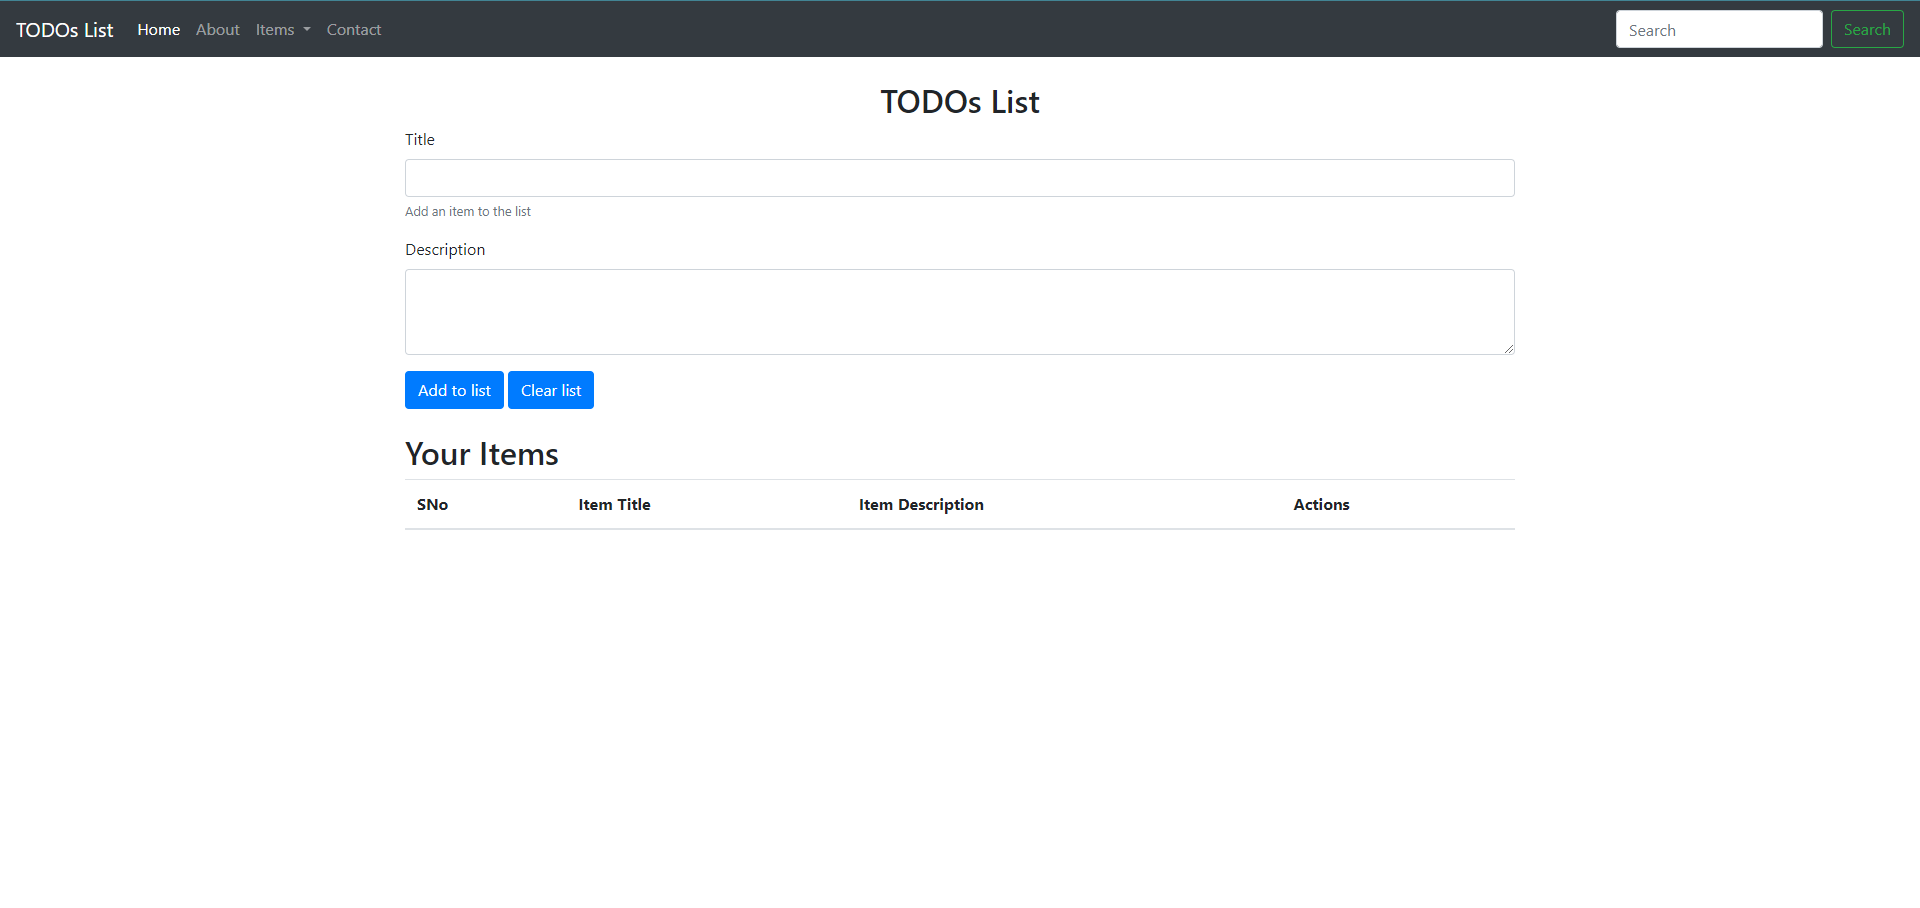 TODOs List Home About Items Contact Search Search
TODOs List
Title
Add an item to the list
Description
Add to list Clear list
Your Items
SNo Item Title Item Description Actions